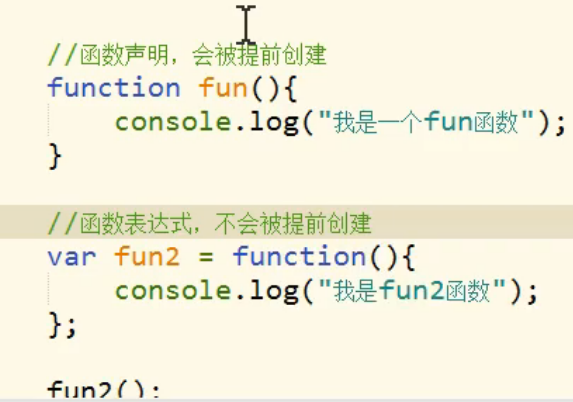 //函数声明，会被提前创建
function fun(){
console.log("我是一个fun函数");
}
//函数表达式，不会被提前创建
var fun2 = function(){
console.log("我是fun2函数");
};
fun2();